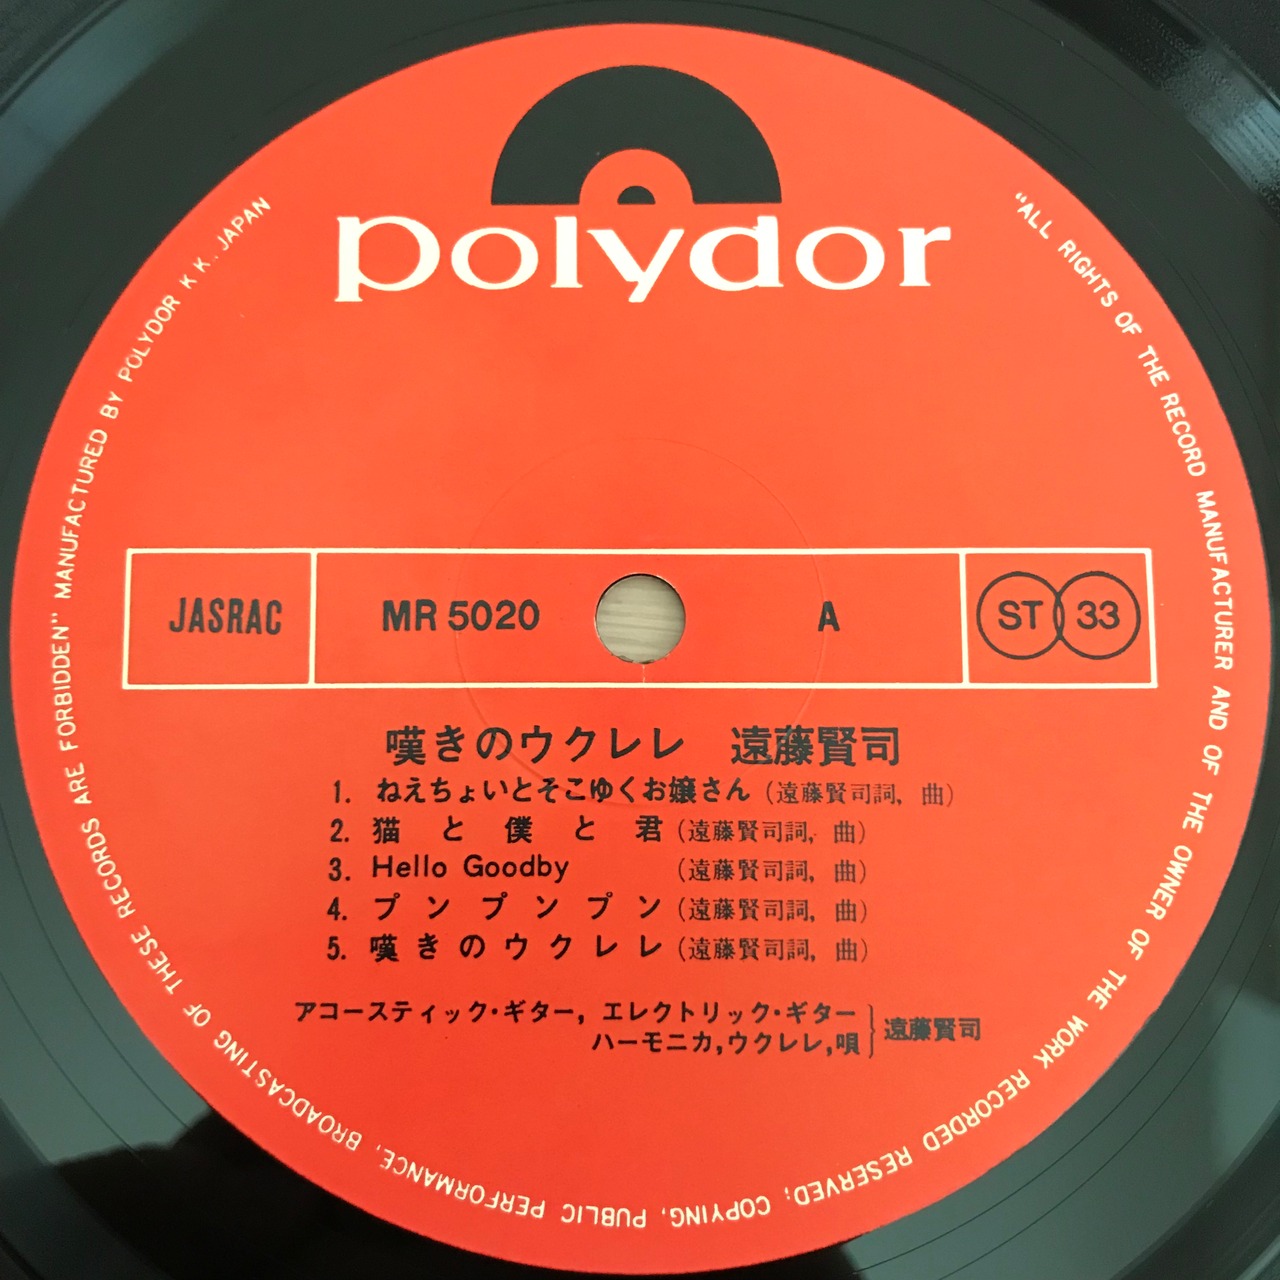 polydor
"ALL RIGHTS OF THE RECORD MANUFACTURER AND OF THE OWNER OF THE WORK RECORDED RESERVED; COPYING, PUBLIC PERFORMANCE, BROADCASTING OF THESE RECORDS ARE FORBIDDEN" MANUFACTURED BY POLYDOR K K. JAPAN
JASRAC MR 5020 A ST 33
嘆きのウクレレ 遠藤賢司
1. ねえちょいとそこゆくお嬢さん (遠藤賢司詞, 曲)
2. 猫と僕と君 (遠藤賢司詞, 曲)
3. Hello Goodby (遠藤賢司詞, 曲)
4. プンプンプン (遠藤賢司詞, 曲)
5. 嘆きのウクレレ (遠藤賢司詞, 曲)
アコースティック・ギター, エレクトリック・ギター
ハーモニカ,ウクレレ,唄
遠藤賢司